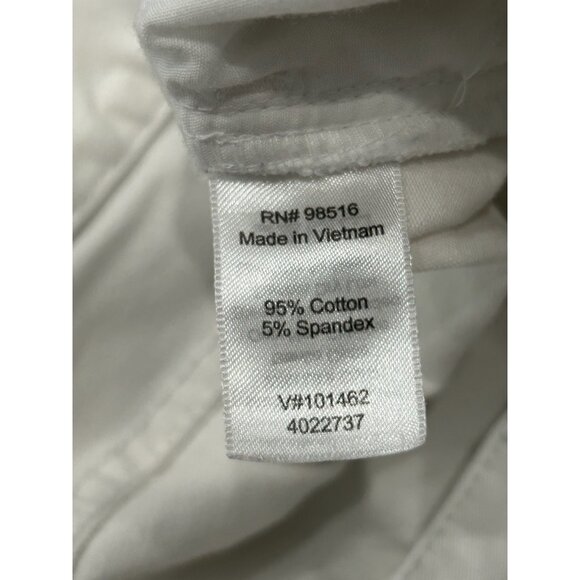 RN# 98516
Made in Vietnam
95% Cotton
5% Spandex
V#101462
4022737